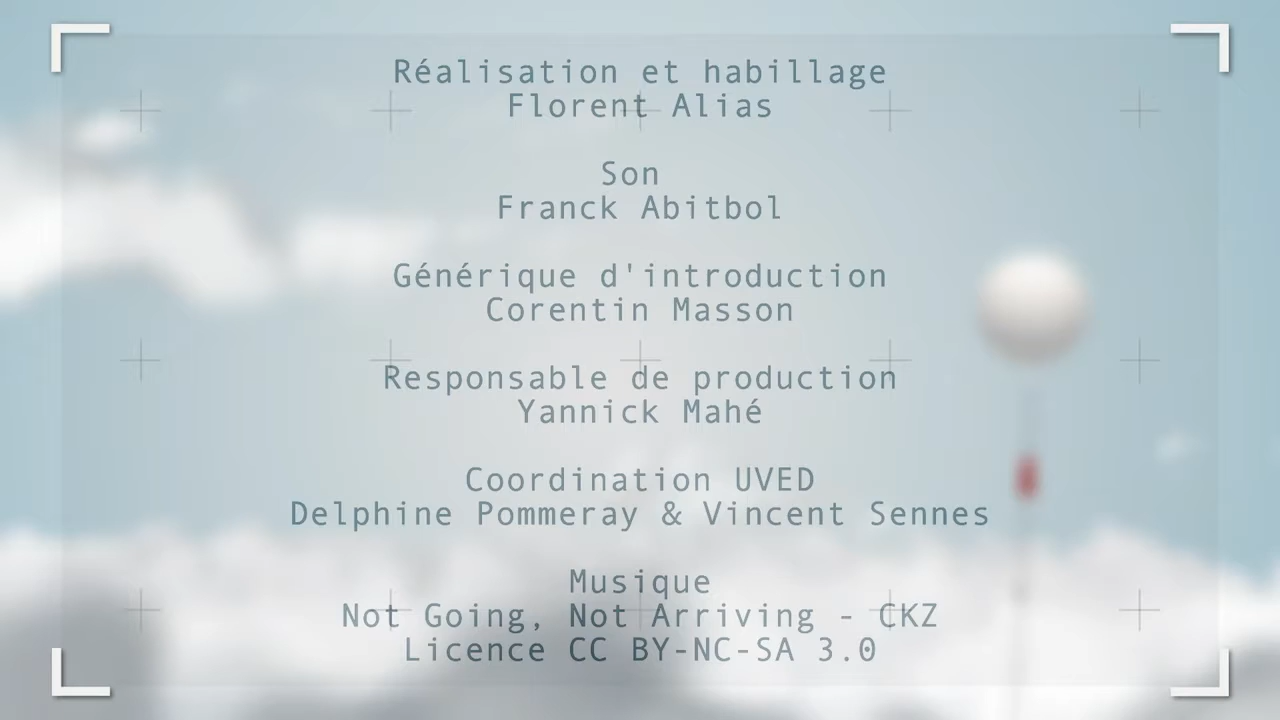 Réalisation et habillage
Florent Alias
Son
Franck Abitbol
Générique d'introduction
Corentin Masson
Responsable de production
Yannick Mahé
Coordination UVED
Delphine Pommeray & Vincent Sennes
Musique
Not Going, Not Arriving - CKZ
Licence CC BY-NC-SA 3.0